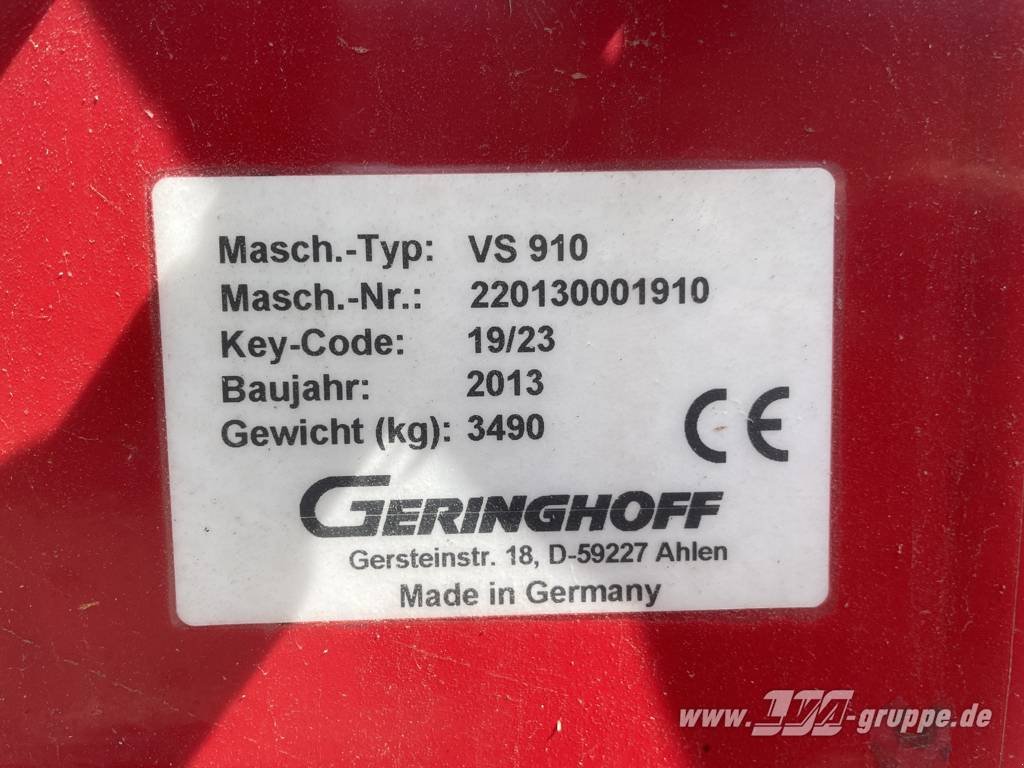 Masch.-Typ: VS 910
Masch.-Nr.: 220130001910
Key-Code: 19/23
Baujahr: 2013
Gewicht (kg): 3490
CE
GERINGHOFF
Gersteinstr. 18, D-59227 Ahlen
Made in Germany
www.LVA-gruppe.de